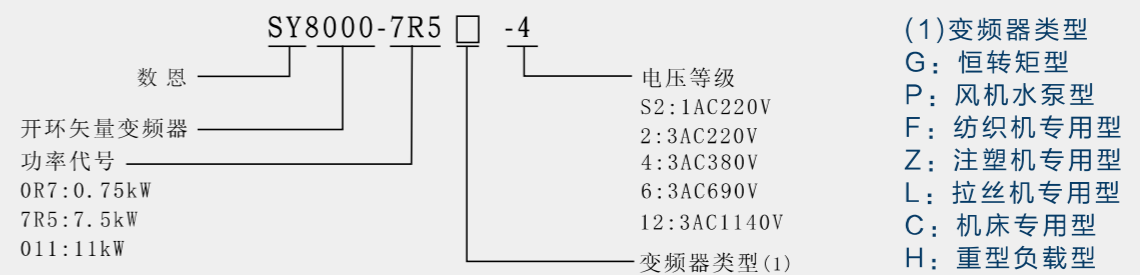 SY8000-7R5□ -4
数恩
开环矢量变频器
功率代号
0R7:0.75kW
7R5:7.5kW
011:11kW
电压等级
S2:1AC220V
2:3AC220V
4:3AC380V
6:3AC690V
12:3AC1140V
变频器类型(1)
(1)变频器类型
G：恒转矩型
P：风机水泵型
F：纺织机专用型
Z：注塑机专用型
L：拉丝机专用型
C：机床专用型
H：重型负载型